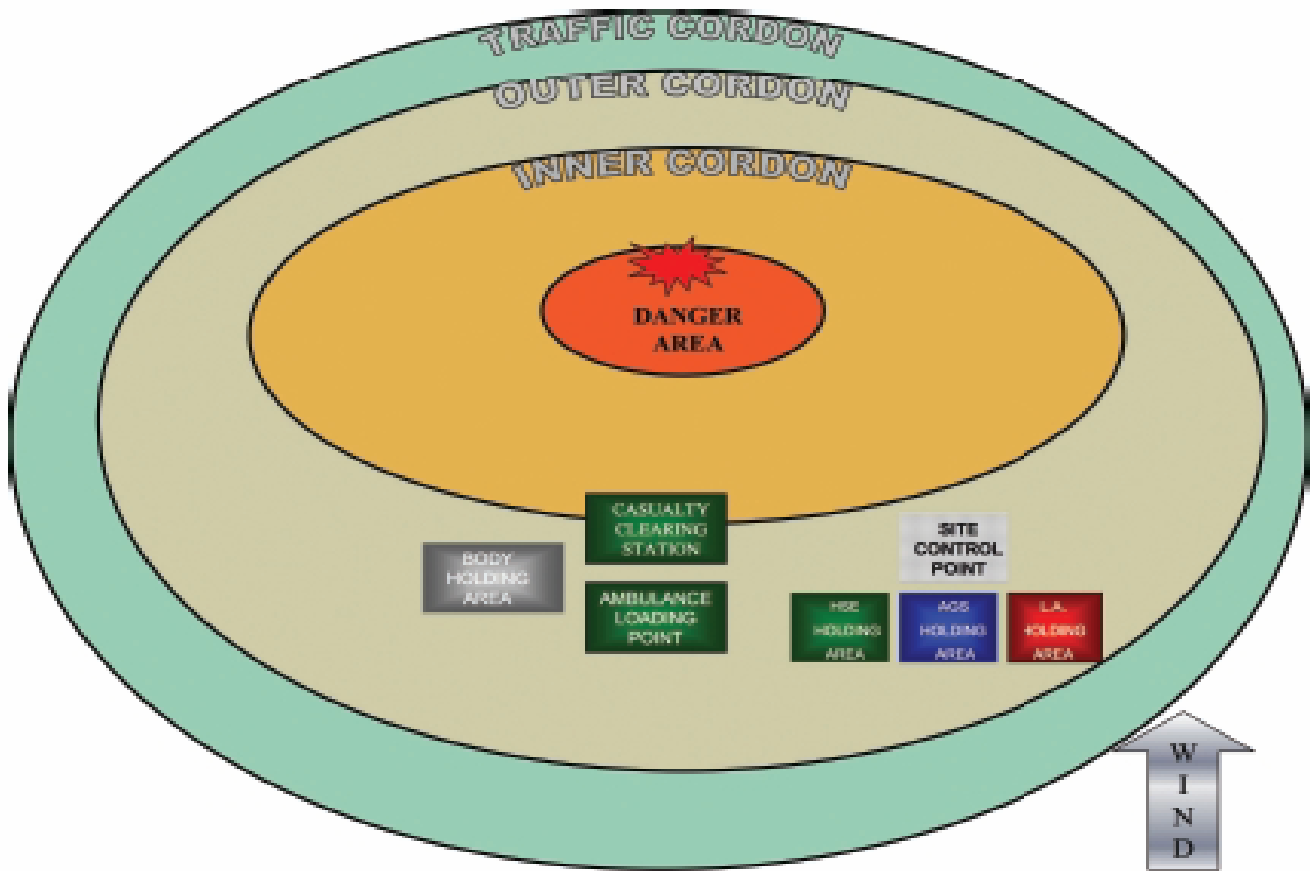 TRAFFIC CORDON
OUTER CORDON
INNER CORDON
DANGER
AREA
CASUALTY
CLEARING
STATION
BODY
HOLDING
AREA
AMBULANCE
LOADING
POINT
SITE
CONTROL
POINT
HSE
HOLDING
AREA
AGS
HOLDING
AREA
L.A.
HOLDING
AREA
W
I
N
D